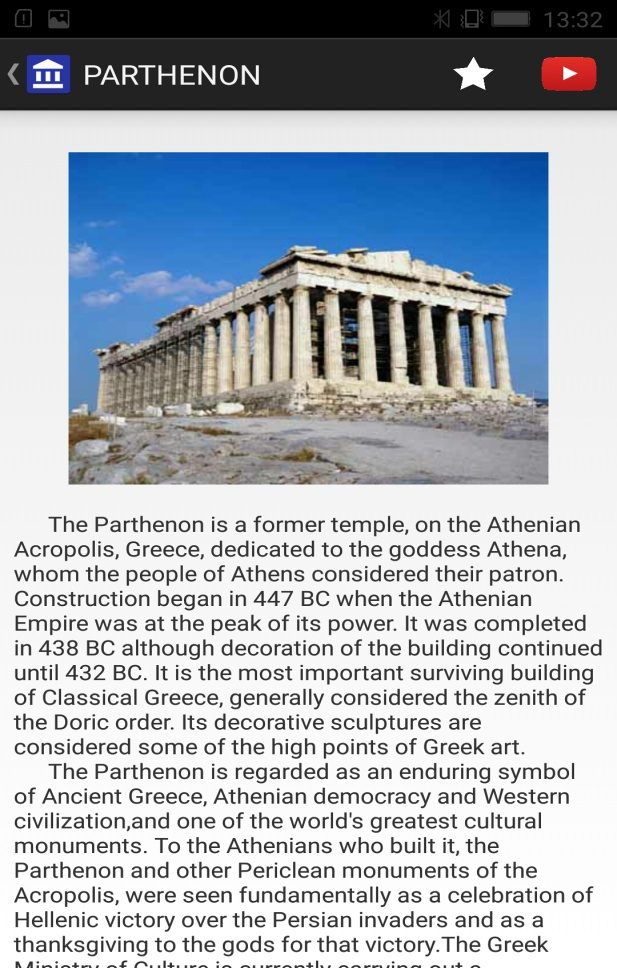 13:32
PARTHENON
The Parthenon is a former temple, on the Athenian
Acropolis, Greece, dedicated to the goddess Athena,
whom the people of Athens considered their patron.
Construction began in 447 BC when the Athenian
Empire was at the peak of its power. It was completed
in 438 BC although decoration of the building continued
until 432 BC. It is the most important surviving building
of Classical Greece, generally considered the zenith of
the Doric order. Its decorative sculptures are
considered some of the high points of Greek art.
The Parthenon is regarded as an enduring symbol
of Ancient Greece, Athenian democracy and Western
civilization,and one of the world's greatest cultural
monuments. To the Athenians who built it, the
Parthenon and other Periclean monuments of the
Acropolis, were seen fundamentally as a celebration of
Hellenic victory over the Persian invaders and as a
thanksgiving to the gods for that victory.The Greek
Ministry of Culture is currently carrying out a